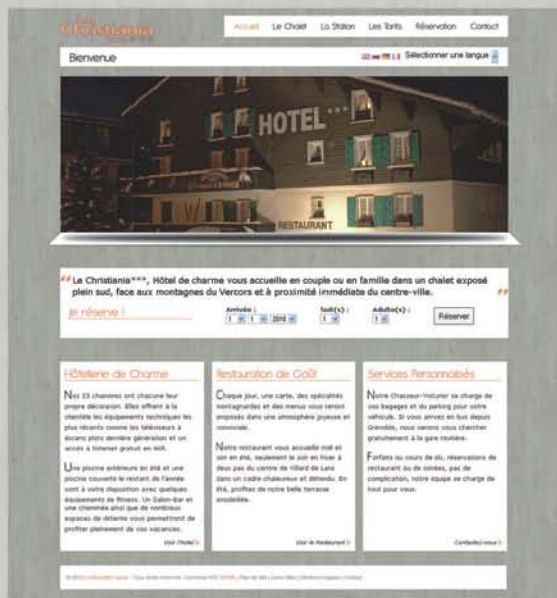 Christiania
Accueil Le Chalet La Station Les Tarifs Réservation Contact
Bienvenue
Sélectionner une langue
HOTEL***
RESTAURANT
"Le Christiania***, Hôtel de charme vous accueille en couple ou en famille dans un chalet exposé
plein sud, face aux montagnes du Vercors et à proximité immédiate du centre-ville. "
Je réserve !
Arrivée : Nuit(s) : Adulte(s) :
1 1 2010 1 1 Réserver
Hôtellerie de Charme
Nos 23 chambres ont chacune leur
propre décoration. Elles offrent à la
clientèle les équipements techniques les
plus récents comme les téléviseurs à
écrans plats dernière génération et un
accès à Internet gratuit en Wifi.
Une piscine extérieure en été et une
piscine couverte le restant de l'année
sont à votre disposition avec quelques
équipements de fitness. Un Salon-Bar et
une cheminée ainsi que de nombreux
espaces de détente vous permettront de
profiter pleinement de vos vacances.
Voir l'hotel
Restauration de Goût
Chaque jour, une carte, des spécialités
montagnardes et des menus vous seront
proposés dans une atmosphère joyeuse et
conviviale.
Notre restaurant vous accueille midi et
soir en été, seulement le soir en hiver à
deux pas du centre de Villard de Lans
dans un cadre chaleureux et détendu. En
été, profitez de notre belle terrasse
ensoleillée.
Voir le Restaurant
Services Personnalisés
Notre Chasseur-Voiturier se charge de
vos bagages et du parking pour votre
véhicule. Si vous arrivez en bus depuis
Grenoble, nous venons vous chercher
gratuitement à la gare routière.
Forfaits ou cours de ski, réservations de
restaurant ou de soirées, pas de
complication, notre équipe se charge de
tout pour vous.
Contactez-nous